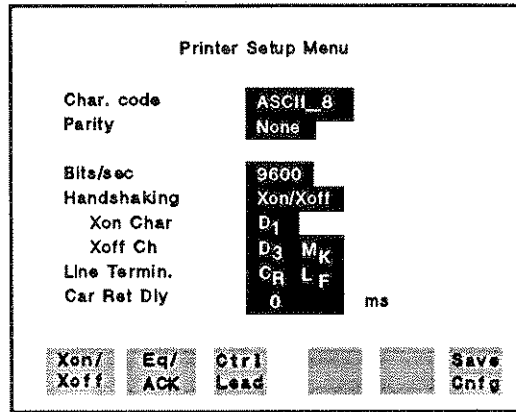 Printer Setup Menu
Char. code ASCII_8
Parity None
Bits/sec 9600
Handshaking Xon/Xoff
Xon Char D1
Xoff Ch D3 MK
Line Termin. CR LF
Car Ret Dly 0 ms
Xon/ Eq/ Ctrl Save
Xoff ACK Lead Cnfg